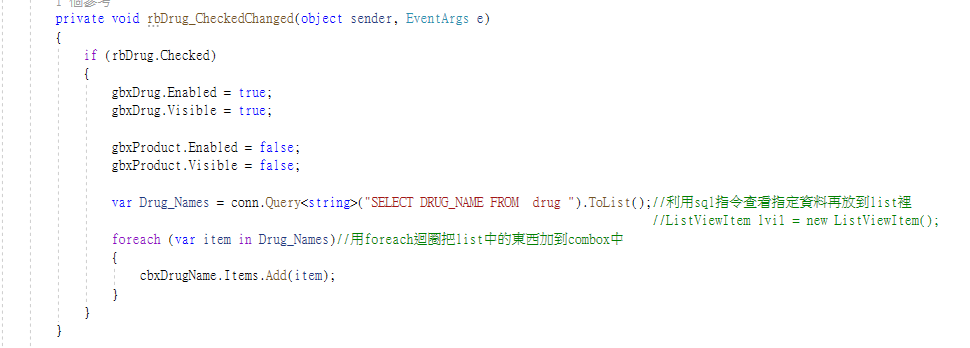 1 個參考
private void rbDrug_CheckedChanged(object sender, EventArgs e)
{
if (rbDrug.Checked)
{
gbxDrug.Enabled = true;
gbxDrug.Visible = true;
gbxProduct.Enabled = false;
gbxProduct.Visible = false;
var Drug_Names = conn.Query<string>("SELECT DRUG_NAME FROM  drug ").ToList();//利用sql指令查看指定資料再放到list裡
//ListViewItem lvi1 = new ListViewItem();
foreach (var item in Drug_Names)//用foreach迴圈把list中的東西加到combox中
{
cbxDrugName.Items.Add(item);
}
}
}